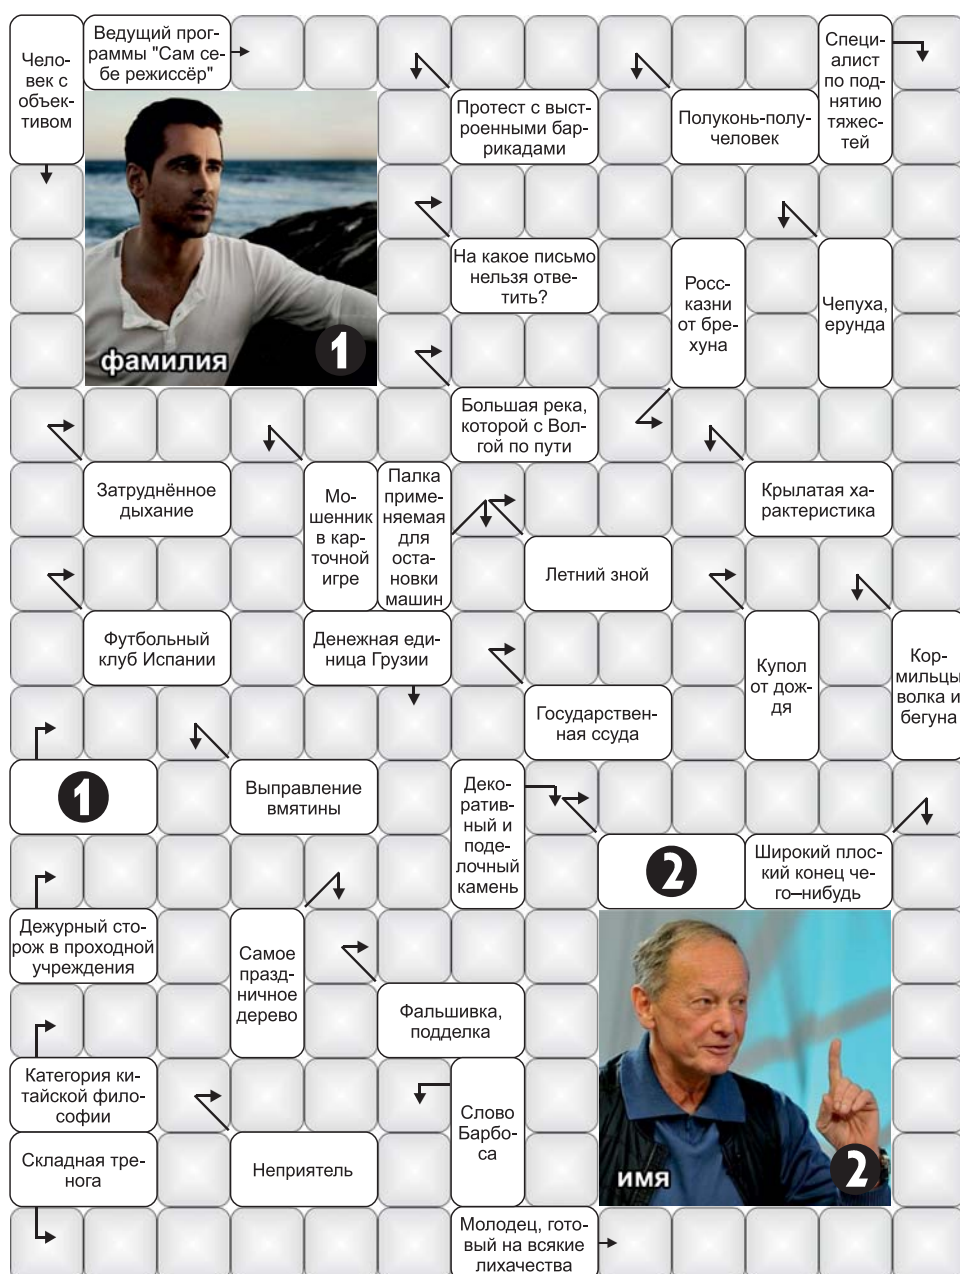 Чело-
век с
объек-
тивом
Ведущий прог-
раммы "Сам се-
бе режиссёр"
Специ-
алист
по под-
нятию
тяжес-
тей
Протест с выст-
роенными бар-
рикадами
Полуконь-полу-
человек
На какое письмо
нельзя отве-
тить?
Росс-
казни
от бре-
хуна
Чепуха,
ерунда
фамилия
1
Большая река,
которой с Вол-
гой по пути
Затруднённое
дыхание
Мо-
шенник
в кар-
точной
игре
Палка
приме-
няемая
для
оста-
новки
машин
Крылатая ха-
рактеристика
Летний зной
Футбольный
клуб Испании
Денежная еди-
ница Грузии
Купол
от дож-
дя
Кор-
мильцы
волка и
бегуна
Государствен-
ная ссуда
1
Выправление
вмятины
Деко-
ратив-
ный и
поде-
лочный
камень
2
Широкий плос-
кий конец че-
го–нибудь
Дежурный сто-
рож в проходной
учреждения
Самое
празд-
ничное
дерево
Фальшивка,
подделка
Категория ки-
тайской фило-
софии
Слово
Барбо-
са
Складная тре-
нога
Неприятель
имя
2
Молодец, гото-
вый на всякие
лихачества